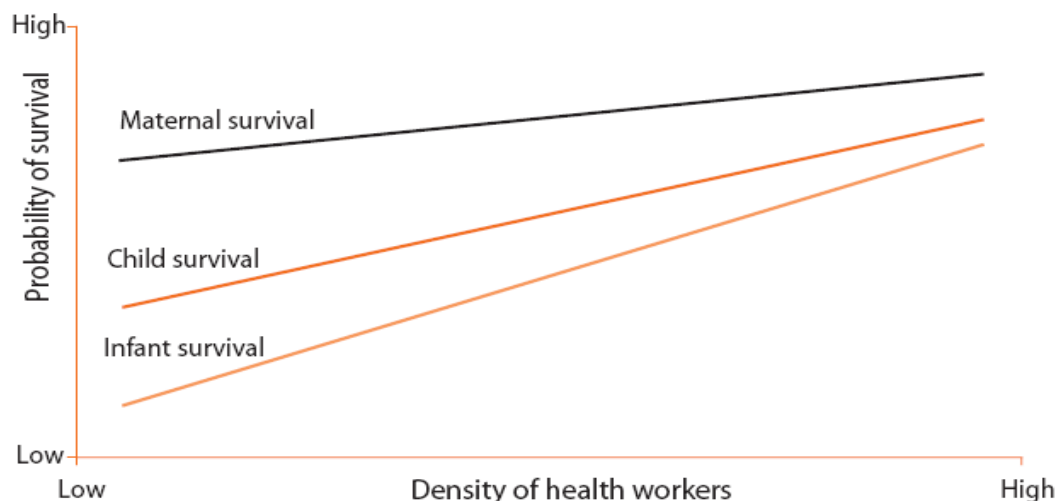 High
Probability of survival
Maternal survival
Child survival
Infant survival
Low
Low
Density of health workers
High